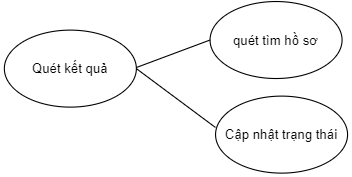 Quét kết quả
quét tìm hồ sơ
Cập nhật trạng thái